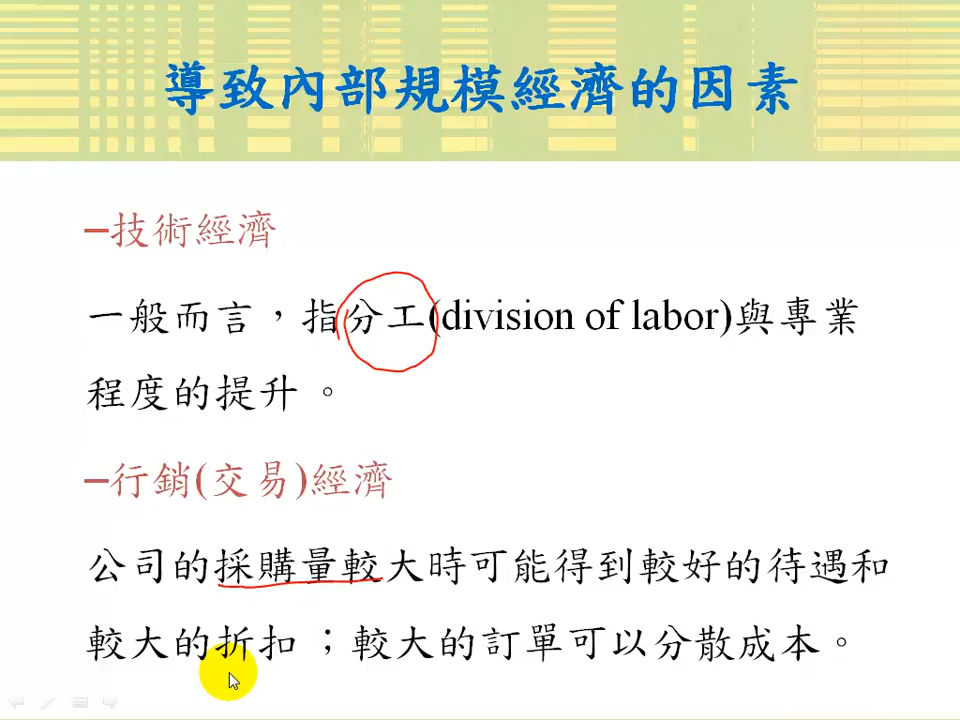 導致內部規模經濟的因素
–技術經濟
一般而言，指分工(division of labor)與專業
程度的提升。
–行銷(交易)經濟
公司的採購量較大時可能得到較好的待遇和
較大的折扣；較大的訂單可以分散成本。